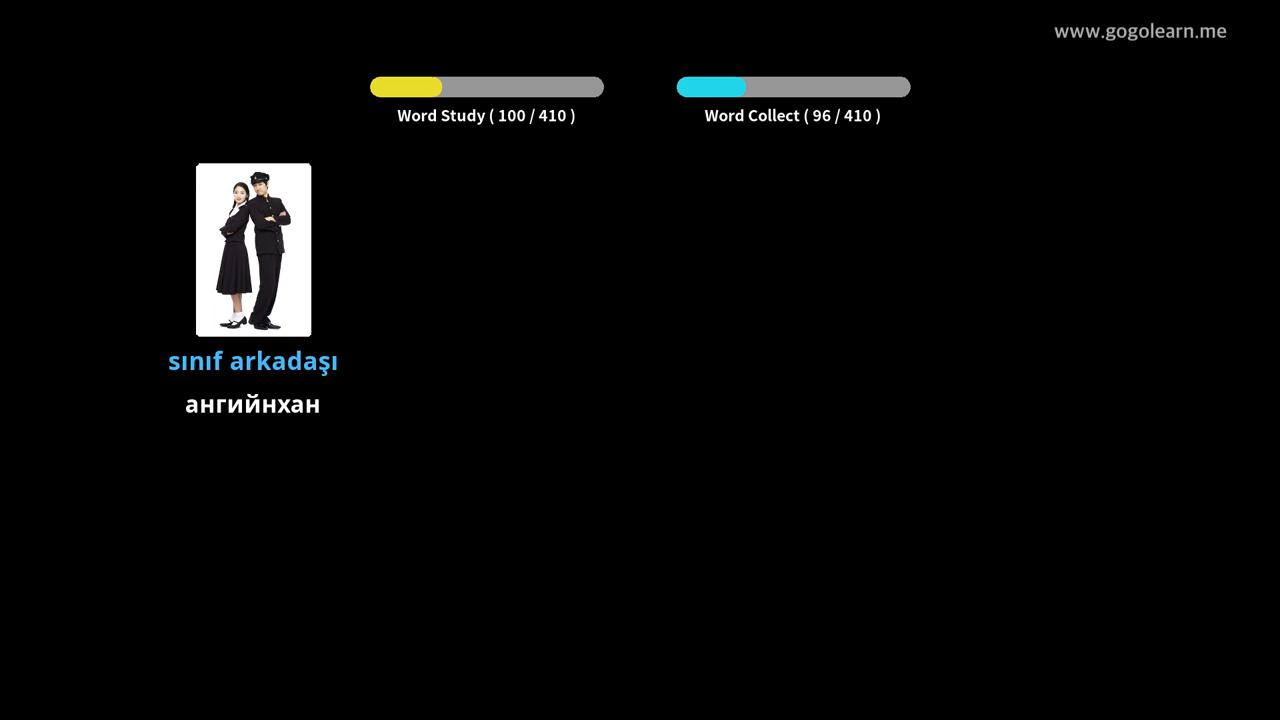 www.gogolearn.me
Word Study ( 100 / 410 )
Word Collect ( 96 / 410 )
sınıf arkadaşı
ангийнхан